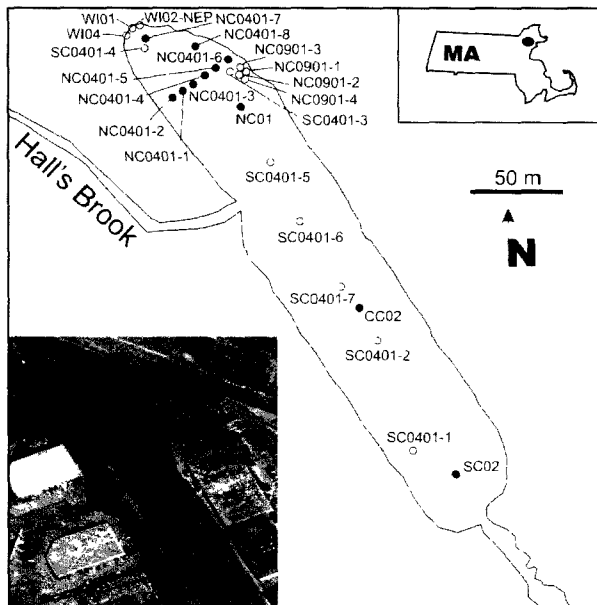 WI01
WI02-NEP
WI04
NC0401-7
SC0401-4
NC0401-8
NC0401-6
NC0901-3
NC0401-5
NC0901-1
NC0901-2
NC0401-4
NC0401-3
NC0901-4
NC0401-2
SC0401-3
NC01
NC0401-1
MA
Hall's Brook
SC0401-5
50 m
SC0401-6
N
SC0401-7
CC02
SC0401-2
SC0401-1
SC02